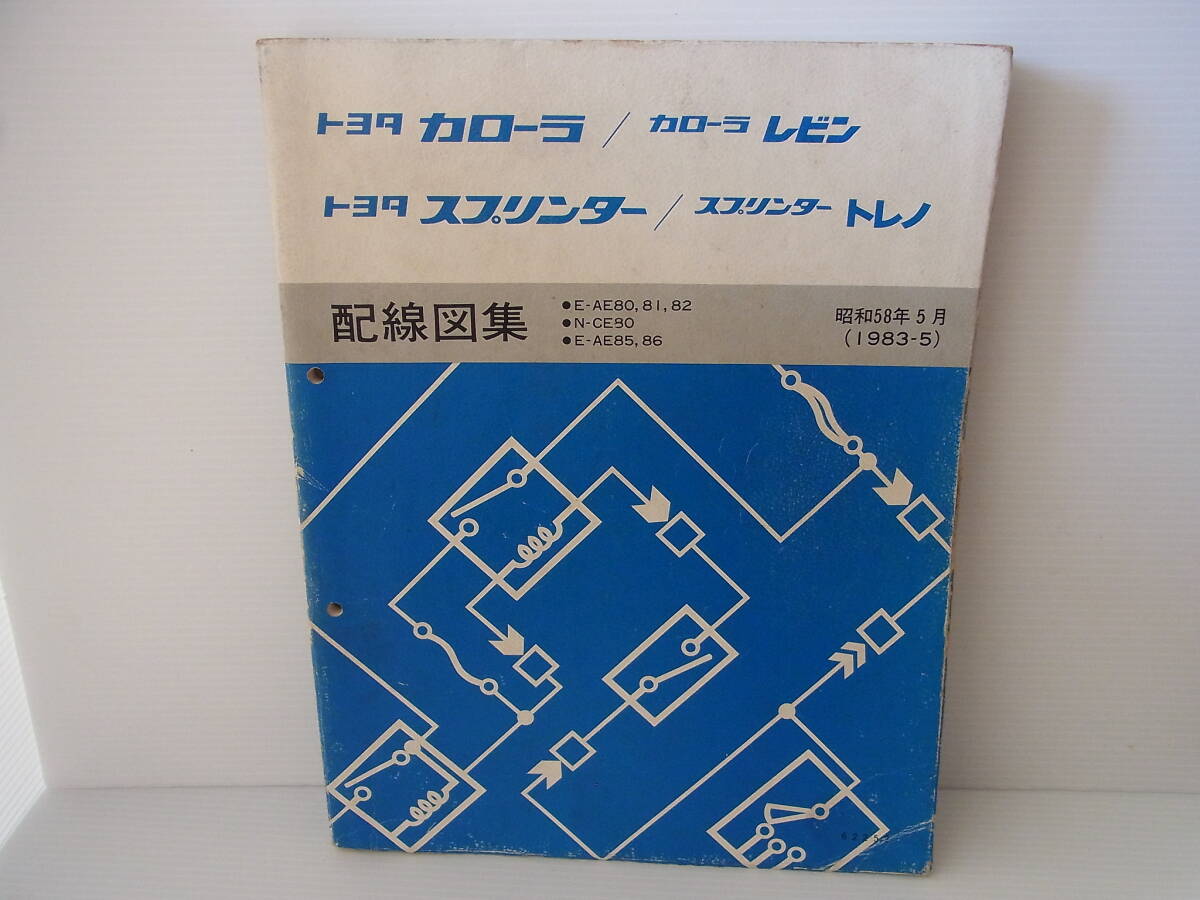 トヨタ カローラ / カローラ レビン
トヨタ スプリンター / スプリンター トレノ
配線図集
●E-AE80, 81, 82
●N-CE80
●E-AE85, 86
昭和58年5月
(1983-5)